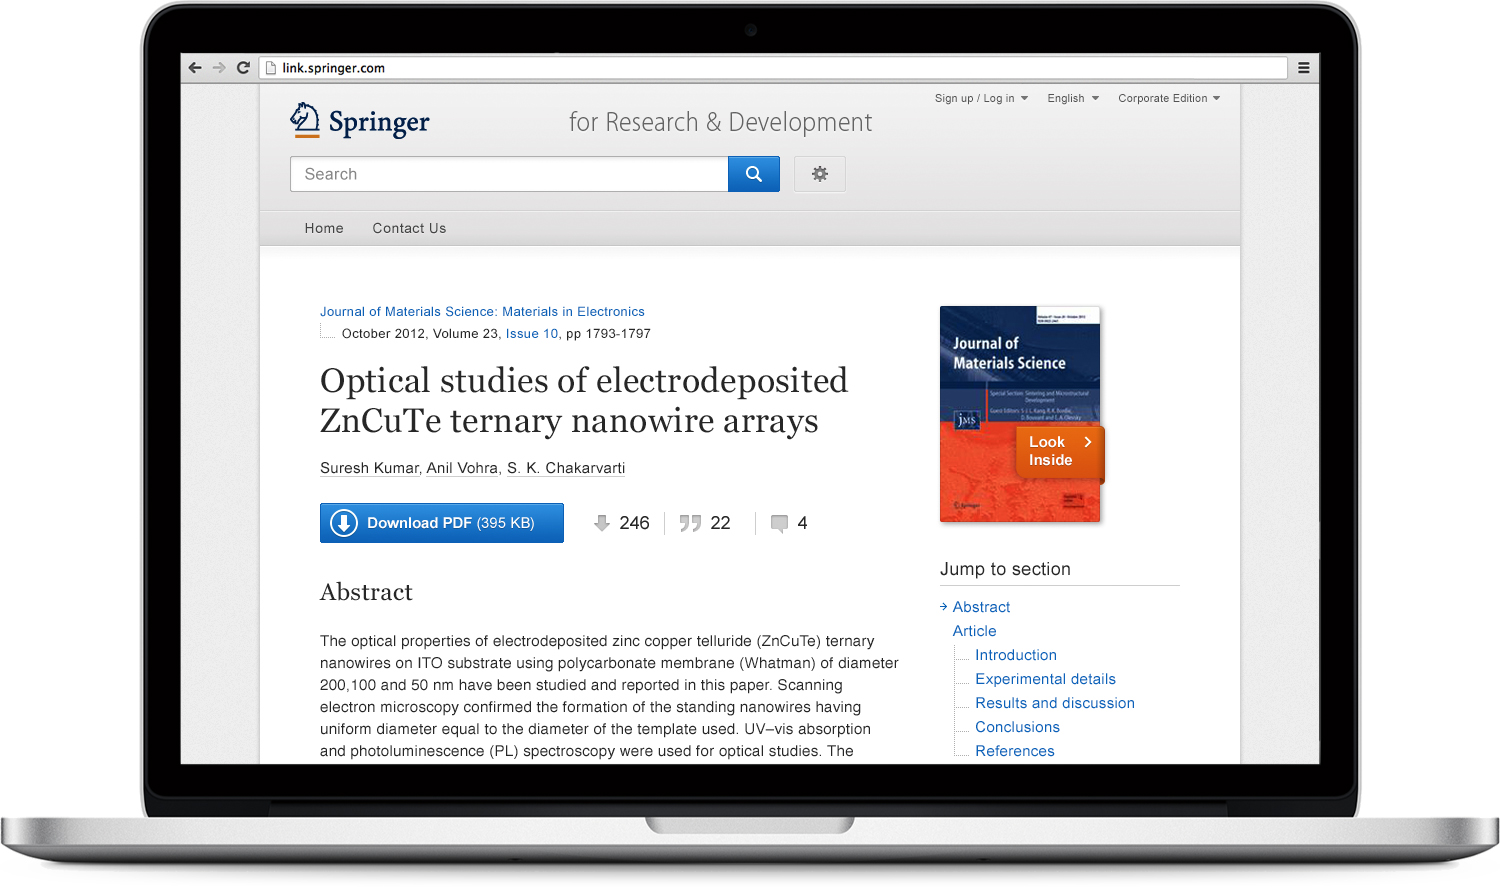 link.springer.com
Sign up / Log in
English
Corporate Edition
Springer
for Research & Development
Search
Home
Contact Us
Journal of Materials Science: Materials in Electronics
October 2012, Volume 23, Issue 10, pp 1793-1797
Optical studies of electrodeposited
ZnCuTe ternary nanowire arrays
Suresh Kumar, Anil Vohra, S. K. Chakarvarti
Download PDF (395 KB)
246
22
4
Abstract
The optical properties of electrodeposited zinc copper telluride (ZnCuTe) ternary
nanowires on ITO substrate using polycarbonate membrane (Whatman) of diameter
200,100 and 50 nm have been studied and reported in this paper. Scanning
electron microscopy confirmed the formation of the standing nanowires having
uniform diameter equal to the diameter of the template used. UV–vis absorption
and photoluminescence (PL) spectroscopy were used for optical studies. The
Journal of
Materials Science
Special Section: Sintering and Microstructural
Development
JMS
Look
Inside
Springer
Jump to section
Abstract
Article
Introduction
Experimental details
Results and discussion
Conclusions
References